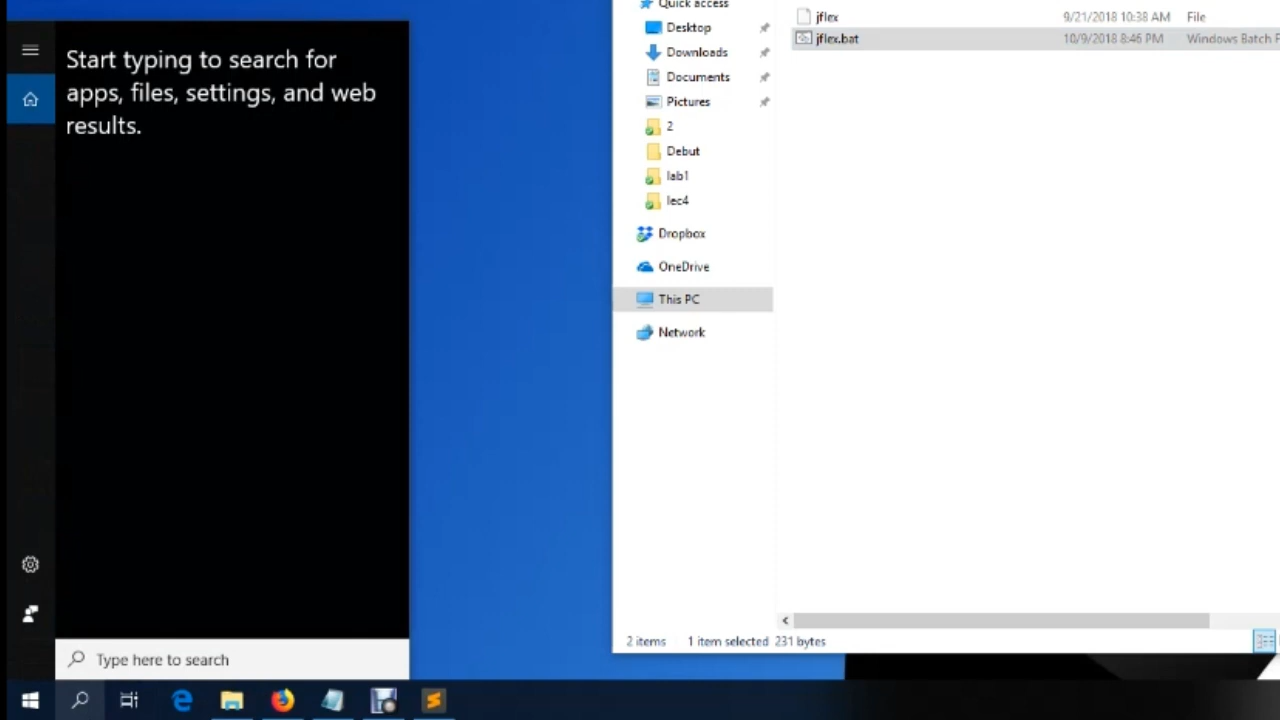 Start typing to search for
apps, files, settings, and web
results.
Type here to search
Quick access
Desktop
Downloads
Documents
Pictures
2
Debut
lab1
lec4
Dropbox
OneDrive
This PC
Network
jflex 9/21/2018 10:38 AM File
jflex.bat 10/9/2018 8:46 PM Windows Batch F
2 items 1 item selected 231 bytes